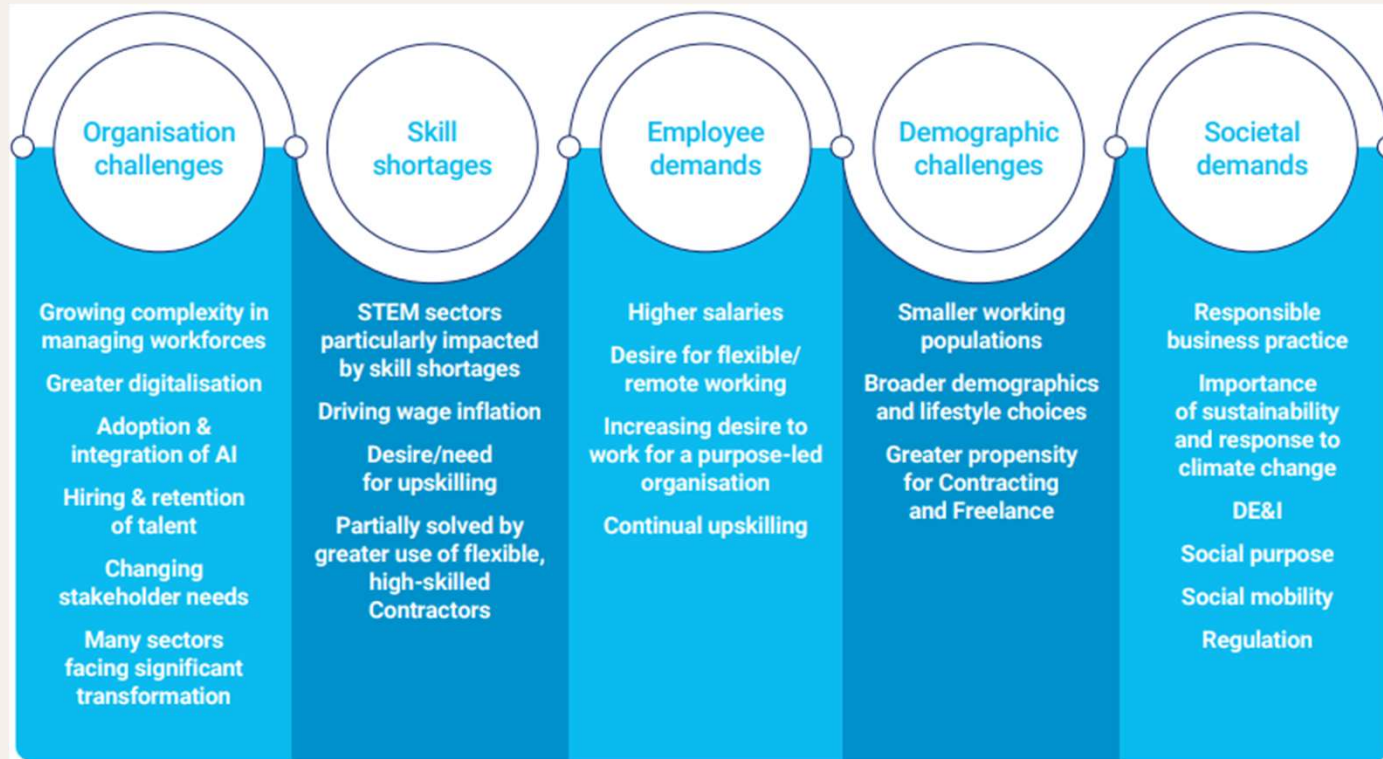 Organisation
challenges
Growing complexity in
managing workforces
Greater digitalisation
Adoption &
integration of AI
Hiring & retention
of talent
Changing
stakeholder needs
Many sectors
facing significant
transformation
Skill
shortages
STEM sectors
particularly impacted
by skill shortages
Driving wage inflation
Desire/need
for upskilling
Partially solved by
greater use of flexible,
high-skilled
Contractors
Employee
demands
Higher salaries
Desire for flexible/
remote working
Increasing desire to
work for a purpose-led
organisation
Continual upskilling
Demographic
challenges
Smaller working
populations
Broader demographics
and lifestyle choices
Greater propensity
for Contracting
and Freelance
Societal
demands
Responsible
business practice
Importance
of sustainability
and response to
climate change
DE&I
Social purpose
Social mobility
Regulation